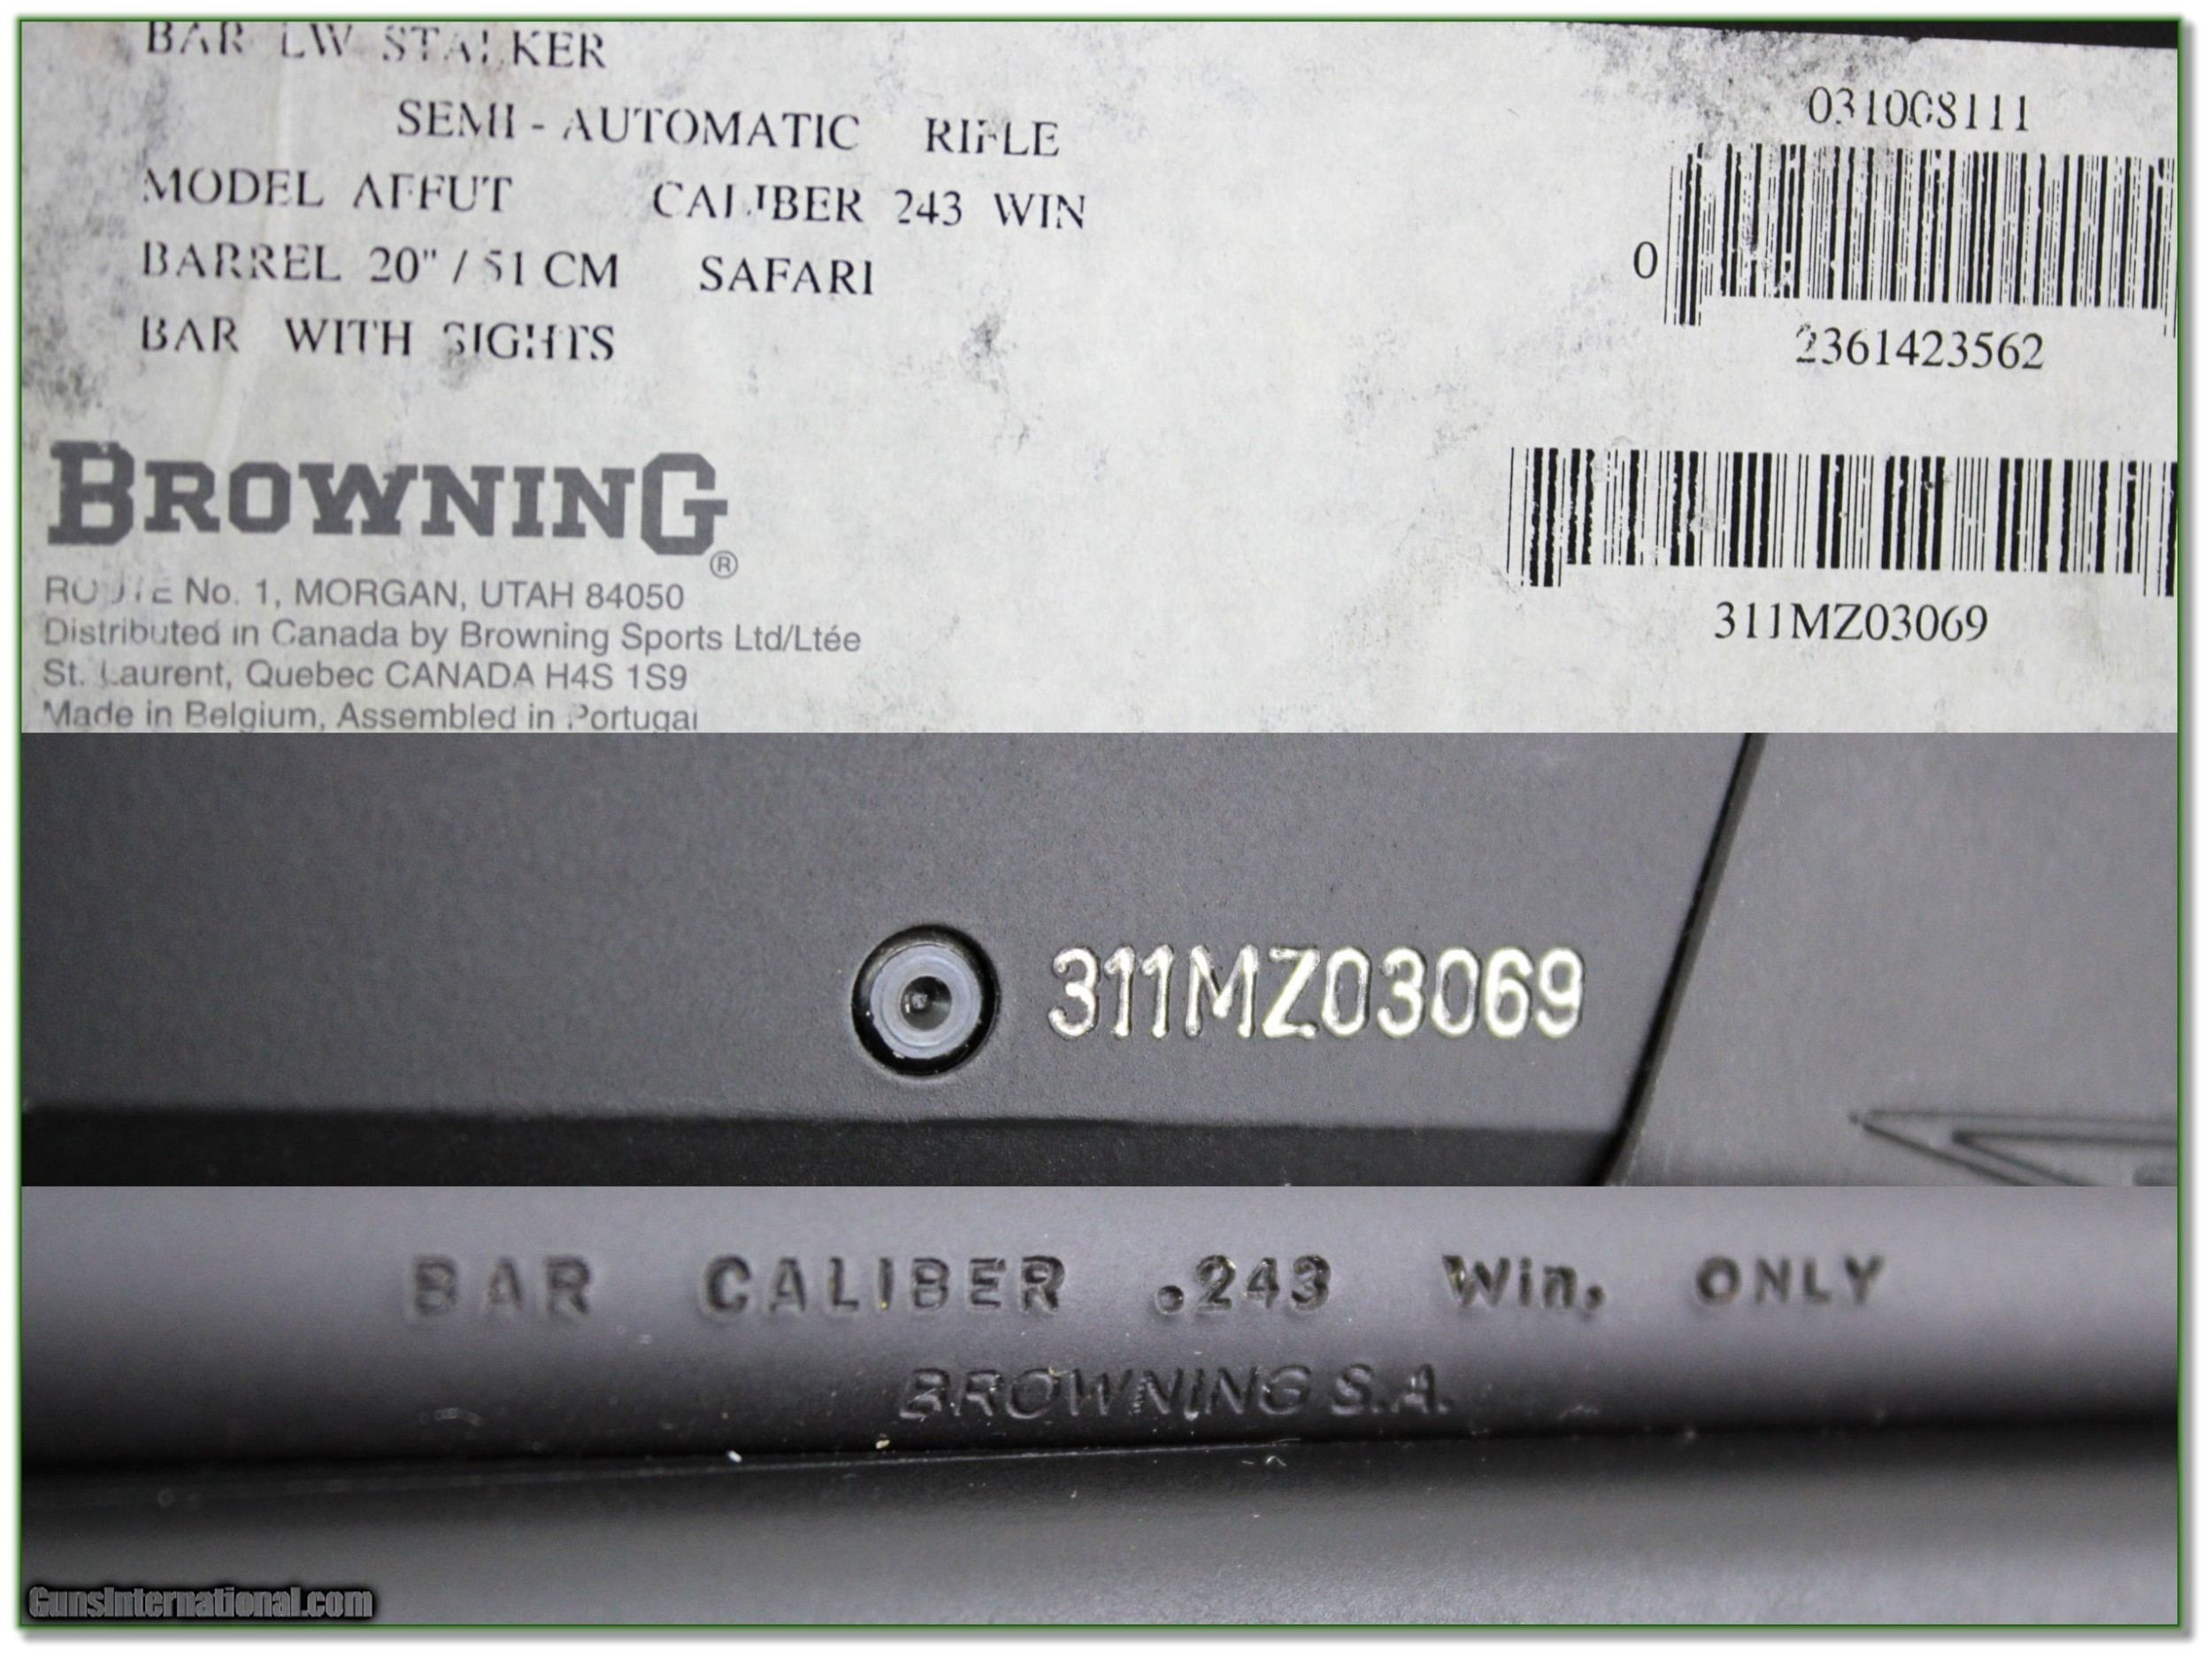 BAR LW STALKER
SEMI - AUTOMATIC RIFLE
MODEL AFFUT CALIBER 243 WIN
BARREL 20" / 51 CM SAFARI
BAR WITH SIGHTS
031008111
0
2361423562
311MZ03069
BROWNING®
ROUTE No. 1, MORGAN, UTAH 84050
Distributed in Canada by Browning Sports Ltd/Ltée
St. Laurent, Quebec CANADA H4S 1S9
Made in Belgium, Assembled in Portugal
311MZ03069
BAR CALIBER .243 Win. ONLY
BROWNING S.A.
GunsInternational.com